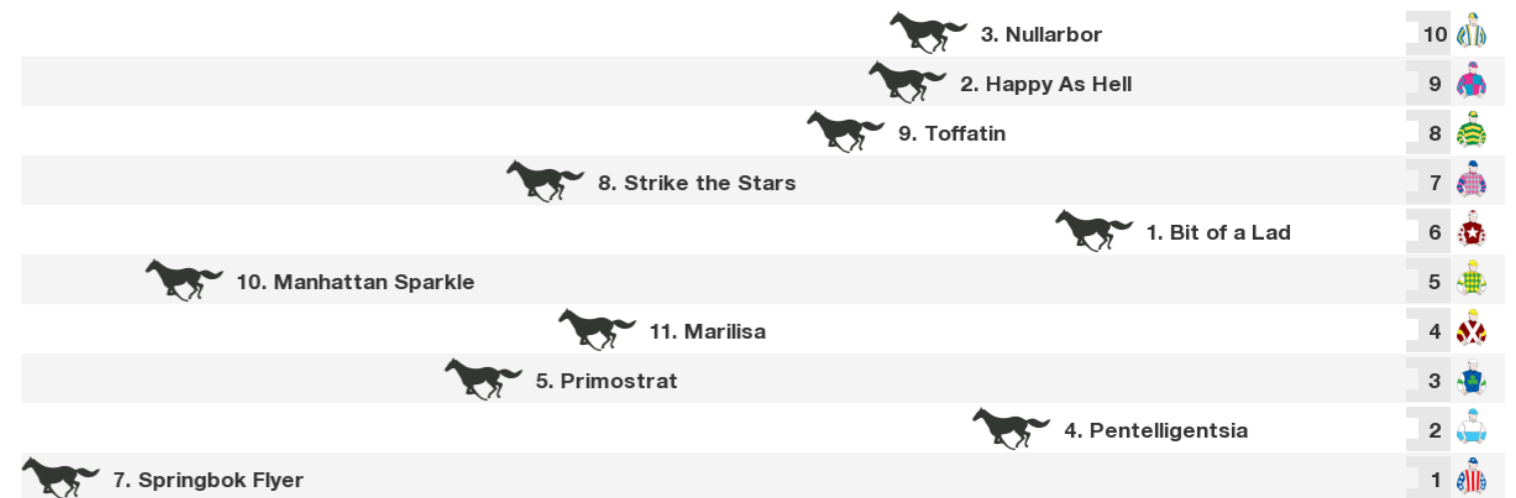 3. Nullarbor 10
2. Happy As Hell 9
9. Toffatin 8
8. Strike the Stars 7
1. Bit of a Lad 6
10. Manhattan Sparkle 5
11. Marilisa 4
5. Primostrat 3
4. Pentelligentsia 2
7. Springbok Flyer 1